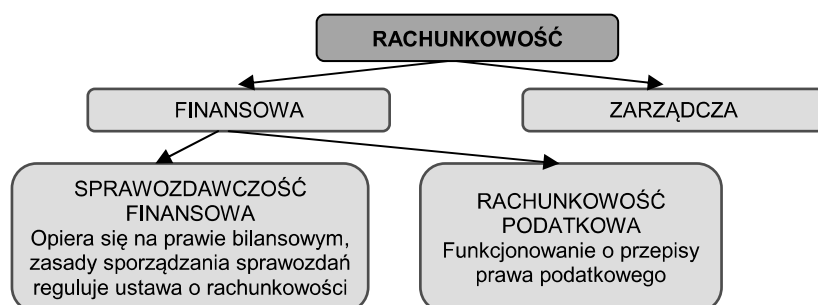 RACHUNKOWOŚĆ
FINANSOWA
ZARZĄDCZA
SPRAWOZDAWCZOŚĆ
FINANSOWA
Opiera się na prawie bilansowym,
zasady sporządzania sprawozdań
reguluje ustawa o rachunkowości
RACHUNKOWOŚĆ
PODATKOWA
Funkcjonowanie o przepisy
prawa podatkowego